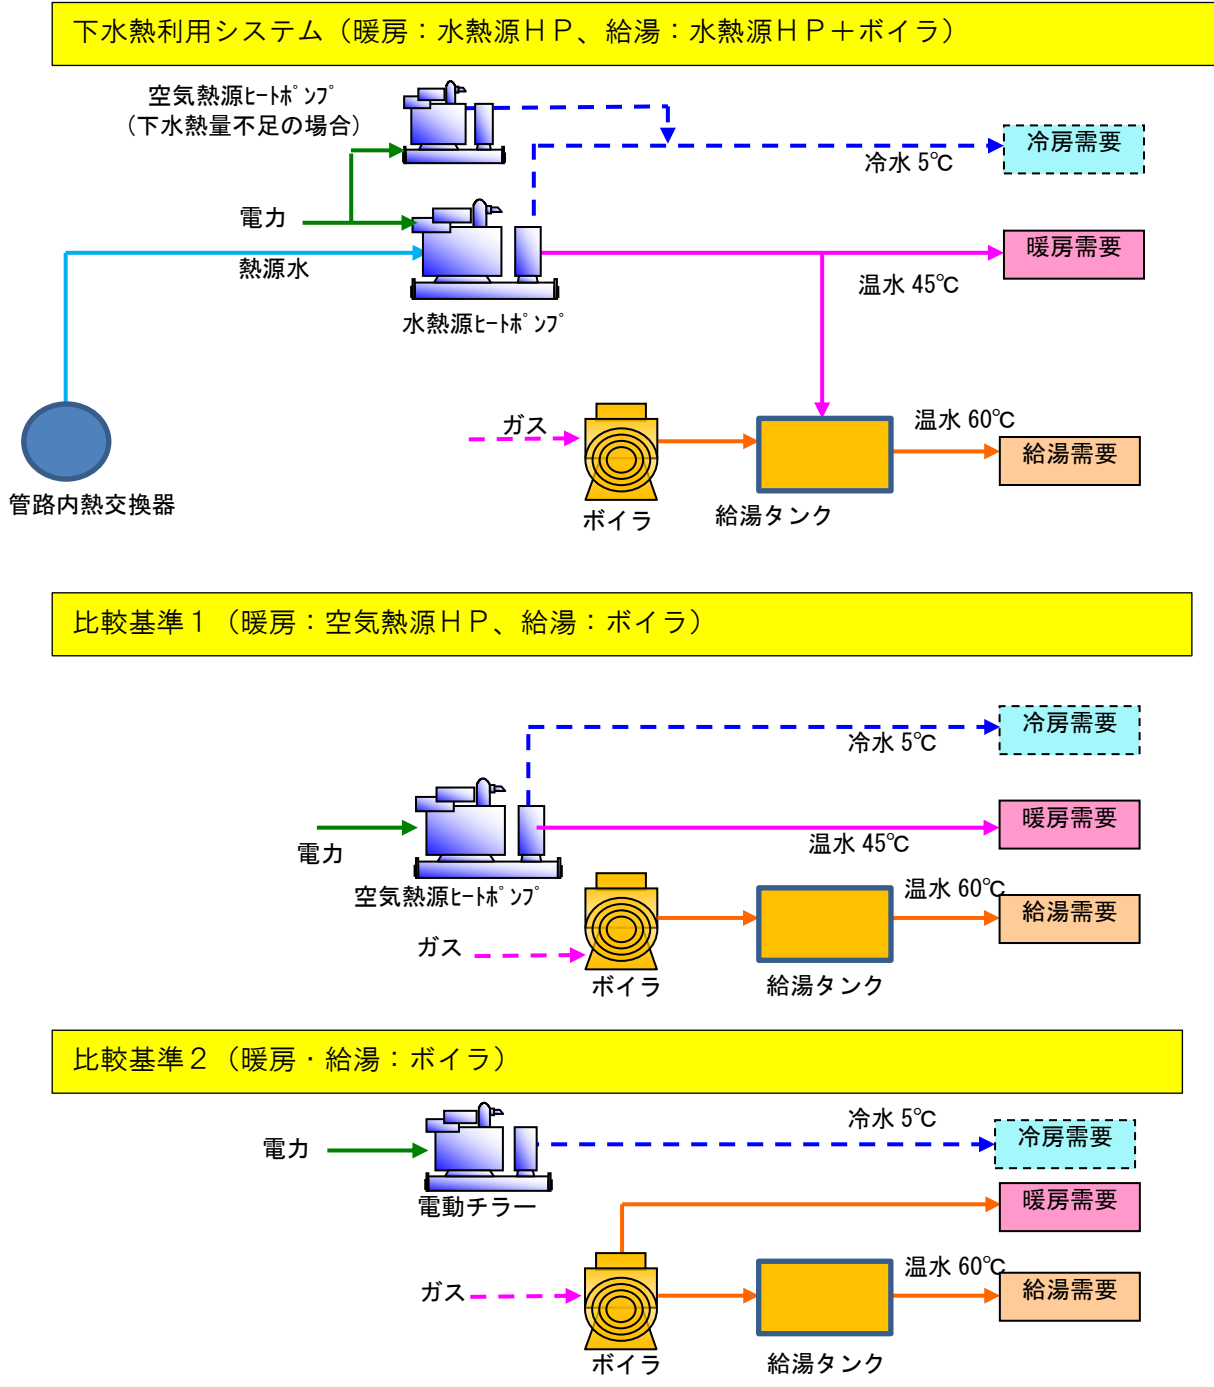 下水熱利用システム（暖房：水熱源ＨＰ、給湯：水熱源ＨＰ＋ボイラ）
空気熱源ﾋｰﾄﾎﾟﾝﾌﾟ
（下水熱量不足の場合）
冷房需要
冷水 5℃
電力
暖房需要
熱源水
温水 45℃
水熱源ﾋｰﾄﾎﾟﾝﾌﾟ
ガス
温水 60℃
給湯需要
管路内熱交換器
ボイラ
給湯タンク
比較基準１（暖房：空気熱源ＨＰ、給湯：ボイラ）
冷房需要
冷水 5℃
暖房需要
電力
温水 45℃
空気熱源ﾋｰﾄﾎﾟﾝﾌﾟ
温水 60℃
給湯需要
ガス
ボイラ
給湯タンク
比較基準２（暖房・給湯：ボイラ）
冷水 5℃
電力
冷房需要
電動チラー
暖房需要
温水 60℃
ガス
給湯需要
ボイラ
給湯タンク